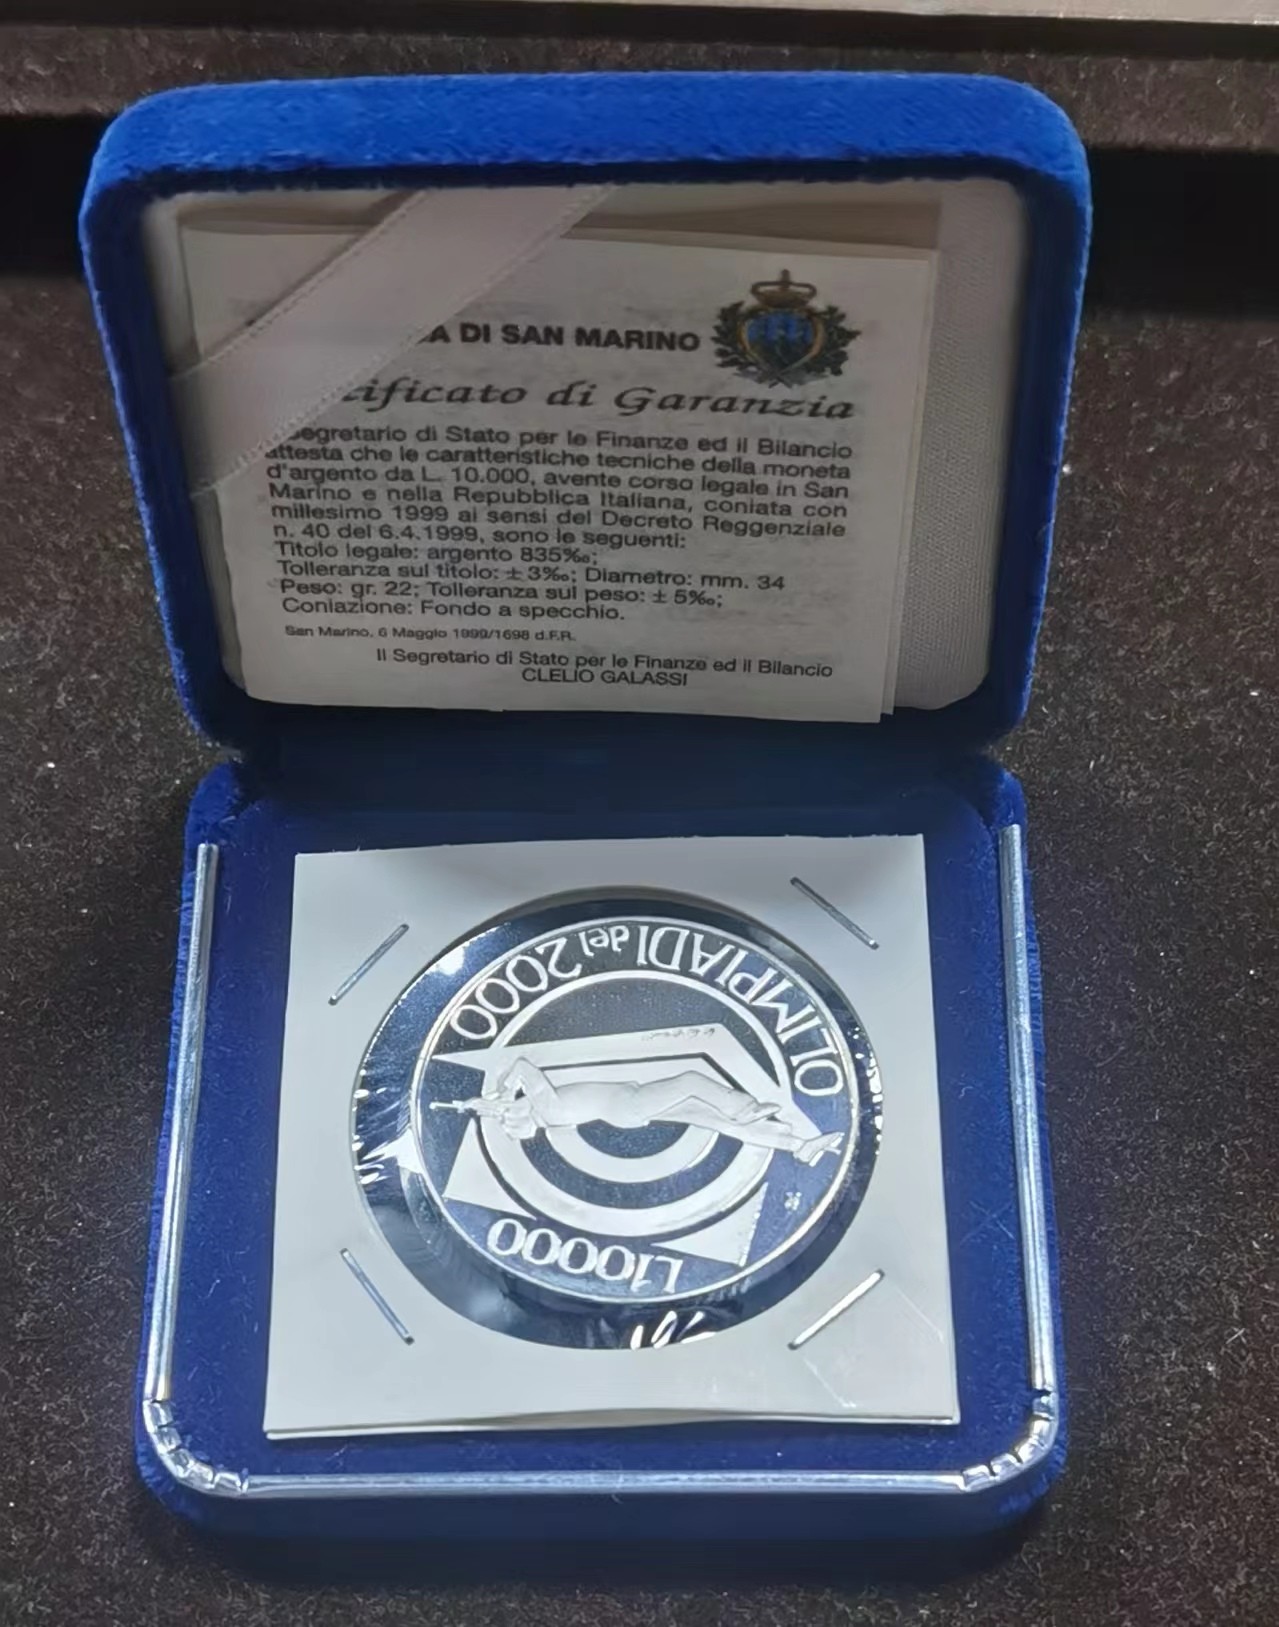 A DI SAN MARINO
ificato di Garanzia
Segretario di Stato per le Finanze ed il Bilancio
attesta che le caratteristiche tecniche della moneta
d'argento da L. 10.000, avente corso legale in San
Marino e nella Repubblica Italiana, coniata con
millesimo 1999 ai sensi del Decreto Reggenziale
n. 40 del 6.4.1999, sono le seguenti:
Titolo legale: argento 835‰;
Tolleranza sul titolo: ± 3‰; Diametro: mm. 34
Peso: gr. 22; Tolleranza sul peso: ± 5‰;
Coniazione: Fondo a specchio.
San Marino, 6 Maggio 1999/1698 d.F.R.
Il Segretario di Stato per le Finanze ed il Bilancio
CLELIO GALASSI
OLIMPIADI del 2000
L10000